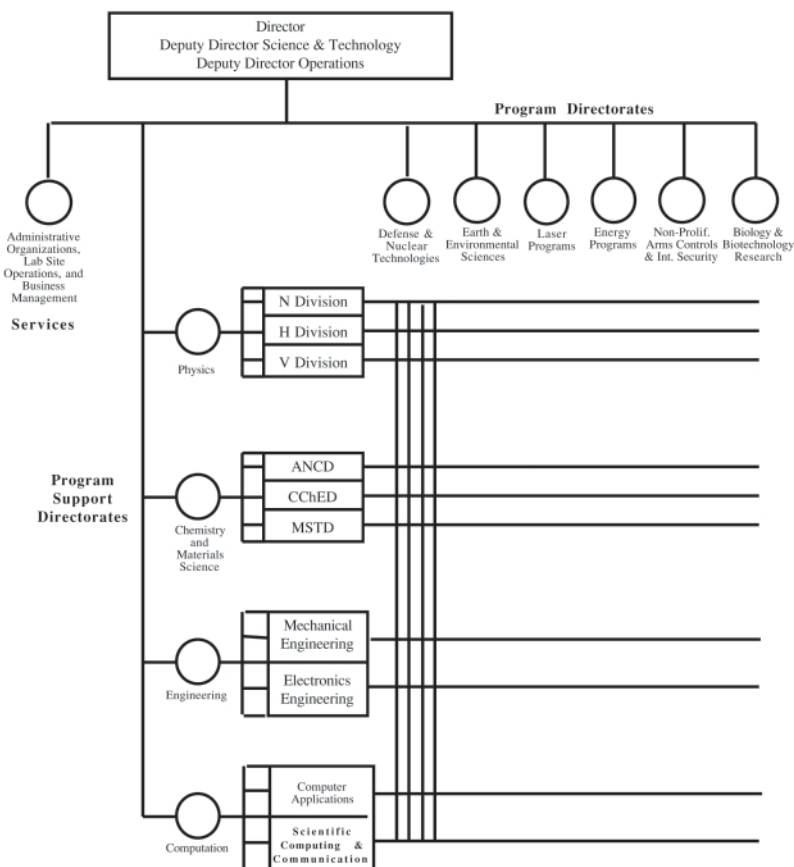 Director
Deputy Director Science & Technology
Deputy Director Operations
Program Directorates
Administrative
Organizations,
Lab Site
Operations, and
Business
Management
Services
Defense &
Nuclear
Technologies
Earth &
Environmental
Sciences
Laser
Programs
Energy
Programs
Non-Prolif.
Arms Controls
& Int. Security
Biology &
Biotechnology
Research
N Division
H Division
V Division
Physics
Program
Support
Directorates
ANCD
CChED
MSTD
Chemistry
and
Materials
Science
Mechanical
Engineering
Electronics
Engineering
Engineering
Computer
Applications
Scientific
Computing &
Communication
Computation